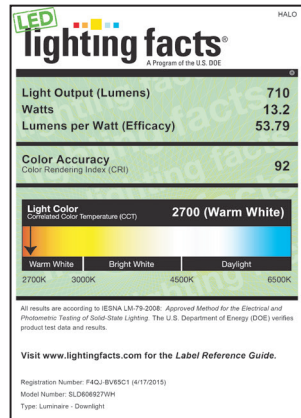 HALO
LED
lighting facts®
A Program of the U.S. DOE
Light Output (Lumens) 710
Watts 13.2
Lumens per Watt (Efficacy) 53.79
Color Accuracy
Color Rendering Index (CRI) 92
Light Color
Correlated Color Temperature (CCT) 2700 (Warm White)
Warm White Bright White Daylight
2700K 3000K 4500K 6500K
All results are according to IESNA LM-79-2008: Approved Method for the Electrical and
Photometric Testing of Solid-State Lighting. The U.S. Department of Energy (DOE) verifies
product test data and results.
Visit www.lightingfacts.com for the Label Reference Guide.
Registration Number: F4QJ-BV65C1 (4/17/2015)
Model Number: SLD606927WH
Type: Luminaire - Downlight